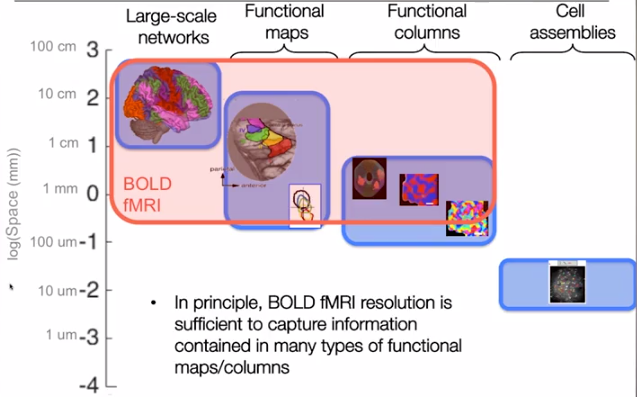 Large-scale
networks
Functional
maps
Functional
columns
Cell
assemblies
log(Space (mm))
100 cm 3
10 cm 2
1 cm 1
1 mm 0
100 um -1
10 um -2
1 um -3
-4
BOLD
fMRI
anterior
• In principle, BOLD fMRI resolution is
sufficient to capture information
contained in many types of functional
maps/columns